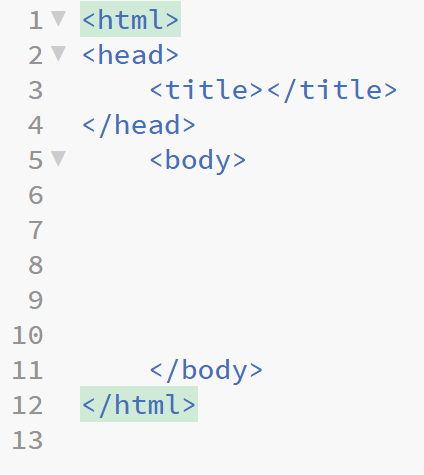 1 <html>
2 <head>
3     <title></title>
4 </head>
5     <body>
6
7
8
9
10
11     </body>
12 </html>
13